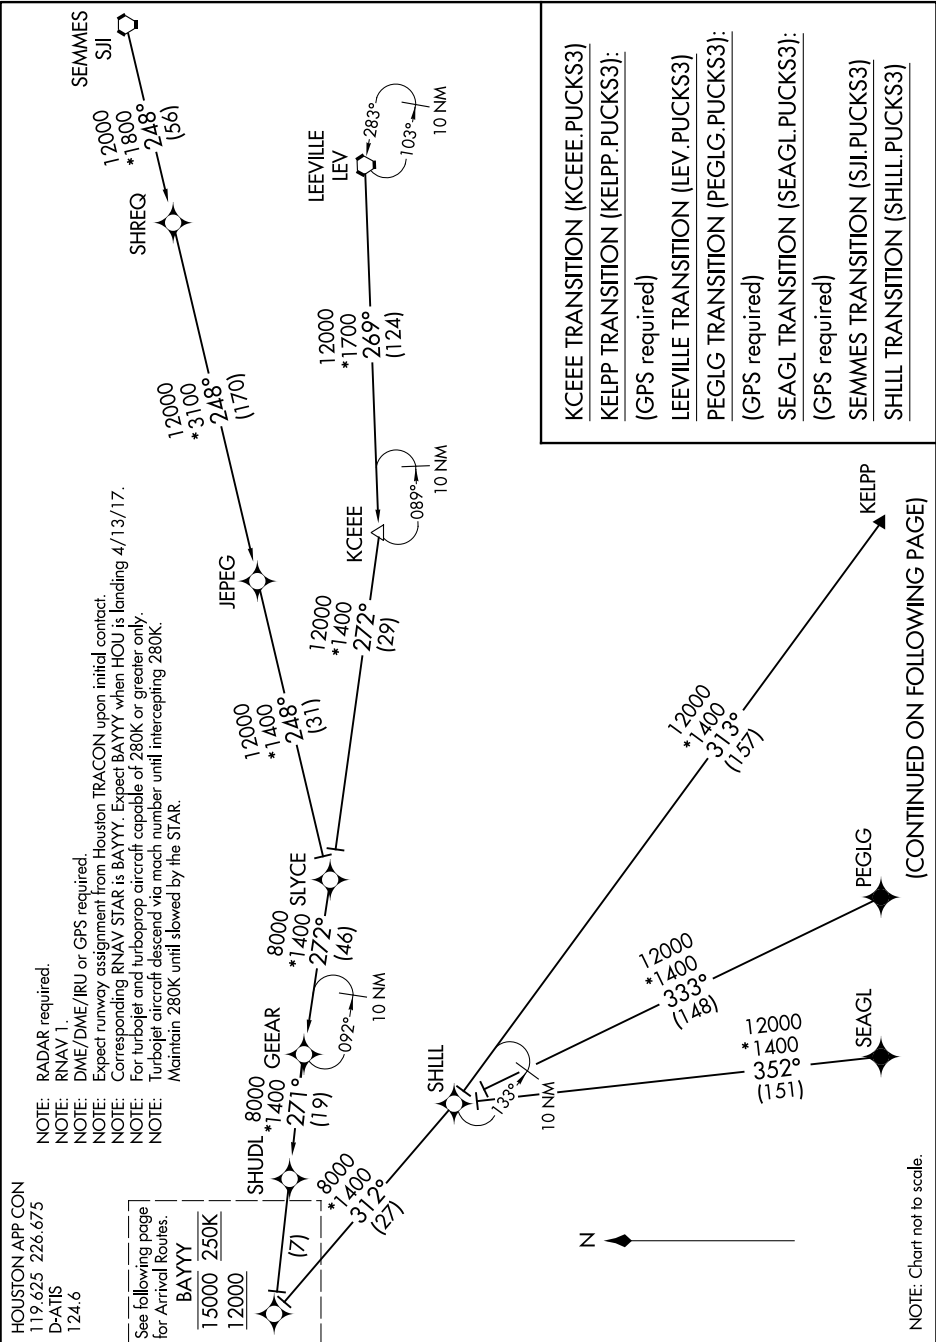 HOUSTON APP CON
119.625 226.675
D-ATIS
124.6
NOTE: RADAR required.
NOTE: RNAV 1.
NOTE: DME/DME/IRU or GPS required.
NOTE: Expect runway assignment from Houston TRACON upon initial contact.
NOTE: Corresponding RNAV STAR is BAYYY. Expect BAYYY when HOU is landing 4/13/17.
NOTE: For turbojet and turboprop aircraft capable of 280K or greater only.
NOTE: Turbojet aircraft descend via mach number until intercepting 280K.
Maintain 280K until slowed by the STAR.
See following page
for Arrival Routes.
BAYYY
15000 250K
12000
(7)
SHUDL
8000
*1400
271°
(19)
GEEAR
092°
10 NM
8000
*1400
272°
(46)
SLYCE
12000
*1400
248°
(31)
JEPEG
12000
*3100
248°
(170)
SHREQ
12000
*1800
248°
(56)
SEMMES
SJI
12000
*1400
272°
(29)
KCEEE
089°
10 NM
12000
*1700
269°
(124)
LEEVILLE
LEV
283°
103°
10 NM
8000
*1400
312°
(27)
SHLLL
133°
10 NM
12000
*1400
313°
(157)
KELPP
12000
*1400
333°
(148)
PEGLG
12000
*1400
352°
(151)
SEAGL
N
KCEEE TRANSITION (KCEEE.PUCKS3)
KELPP TRANSITION (KELPP.PUCKS3):
(GPS required)
LEEVILLE TRANSITION (LEV.PUCKS3)
PEGLG TRANSITION (PEGLG.PUCKS3):
(GPS required)
SEAGL TRANSITION (SEAGL.PUCKS3):
(GPS required)
SEMMES TRANSITION (SJI.PUCKS3)
SHLLL TRANSITION (SHLLL.PUCKS3)
(CONTINUED ON FOLLOWING PAGE)
NOTE: Chart not to scale.